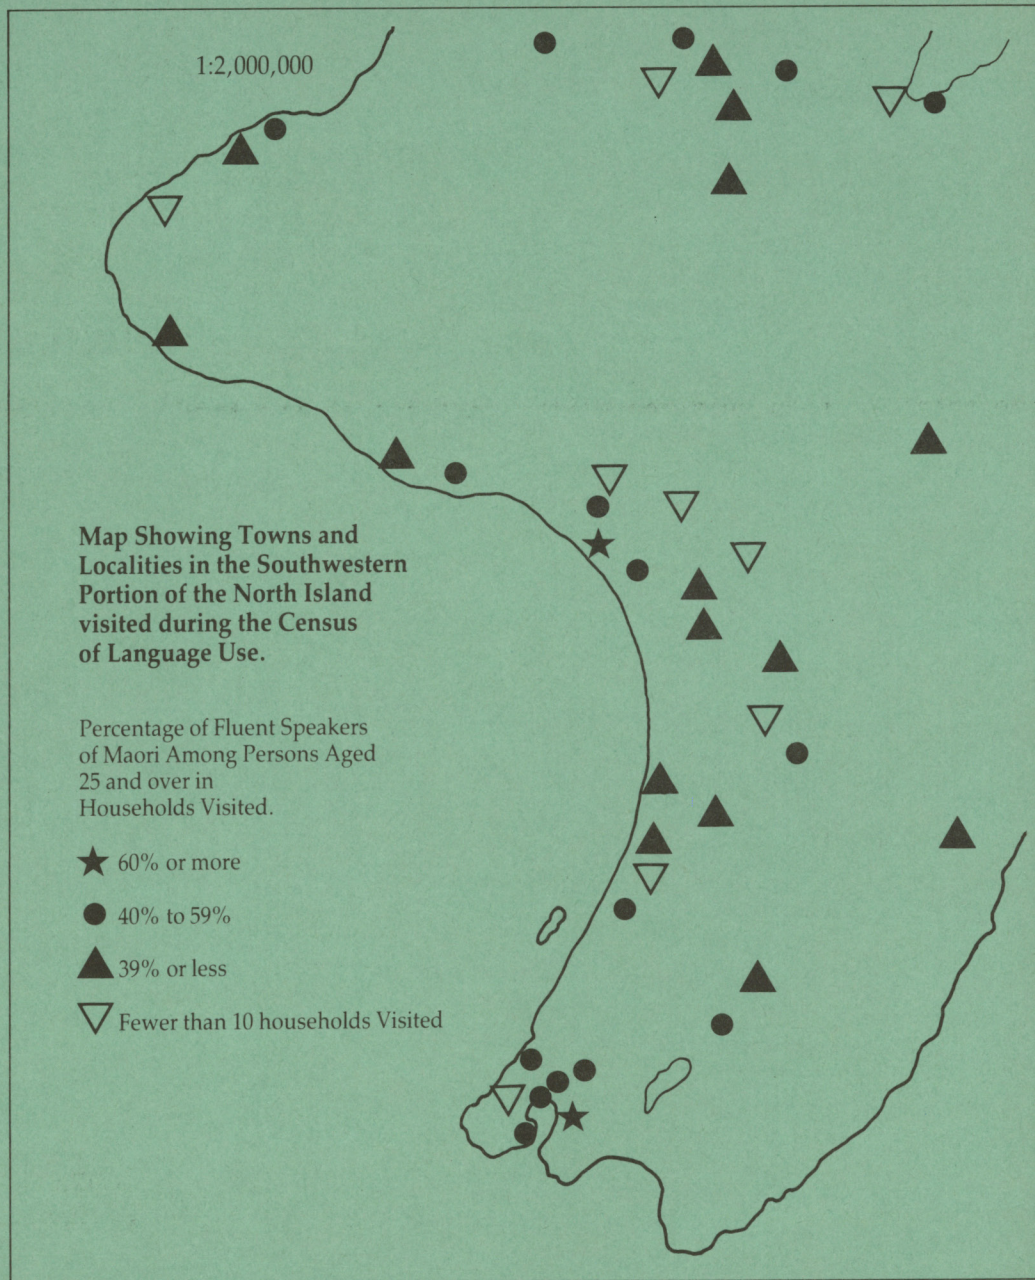 1:2,000,000
Map Showing Towns and
Localities in the Southwestern
Portion of the North Island
visited during the Census
of Language Use.
Percentage of Fluent Speakers
of Maori Among Persons Aged
25 and over in
Households Visited.
60% or more
40% to 59%
39% or less
Fewer than 10 households Visited